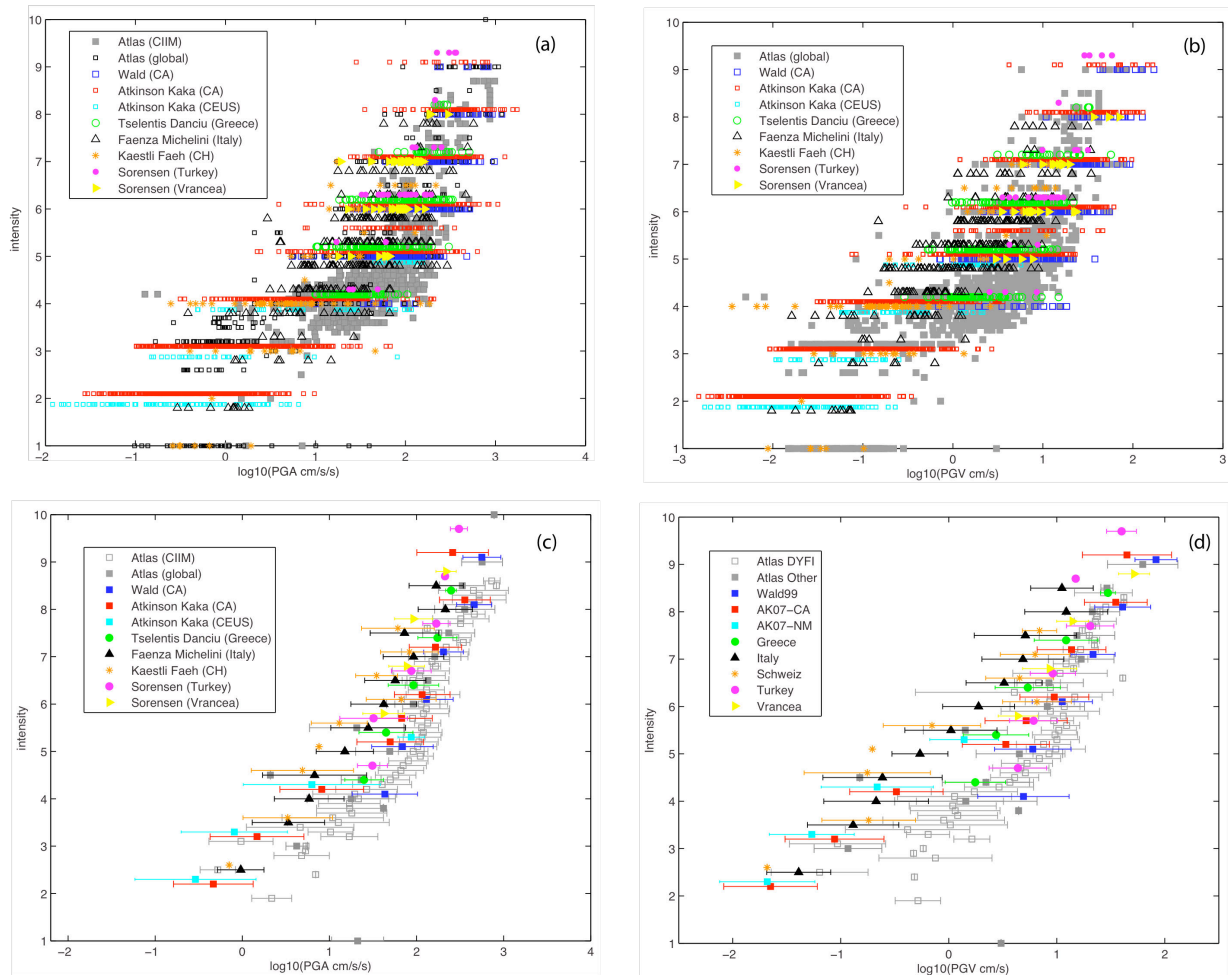 (a)
10
9
8
7
6
5
4
3
2
1
intensity
Atlas (CIIM)
Atlas (global)
Wald (CA)
Atkinson Kaka (CA)
Atkinson Kaka (CEUS)
Tselentis Danciu (Greece)
Faenza Michelini (Italy)
Kaestli Faeh (CH)
Sorensen (Turkey)
Sorensen (Vrancea)
−2 −1 0 1 2 3 4
log10(PGA cm/s/s)
(b)
10
9
8
7
6
5
4
3
2
1
intensity
Atlas (global)
Wald (CA)
Atkinson Kaka (CA)
Atkinson Kaka (CEUS)
Tselentis Danciu (Greece)
Faenza Michelini (Italy)
Kaestli Faeh (CH)
Sorensen (Turkey)
Sorensen (Vrancea)
−3 −2 −1 0 1 2 3
log10(PGV cm/s)
(c)
10
9
8
7
6
5
4
3
2
1
intensity
Atlas (CIIM)
Atlas (global)
Wald (CA)
Atkinson Kaka (CA)
Atkinson Kaka (CEUS)
Tselentis Danciu (Greece)
Faenza Michelini (Italy)
Kaestli Faeh (CH)
Sorensen (Turkey)
Sorensen (Vrancea)
−2 −1 0 1 2 3 4
log10(PGA cm/s/s)
(d)
10
9
8
7
6
5
4
3
2
1
Intensity
Atlas DYFI
Atlas Other
Wald99
AK07−CA
AK07−NM
Greece
Italy
Schweiz
Turkey
Vrancea
−2 −1 0 1 2
log10(PGV cm/s)